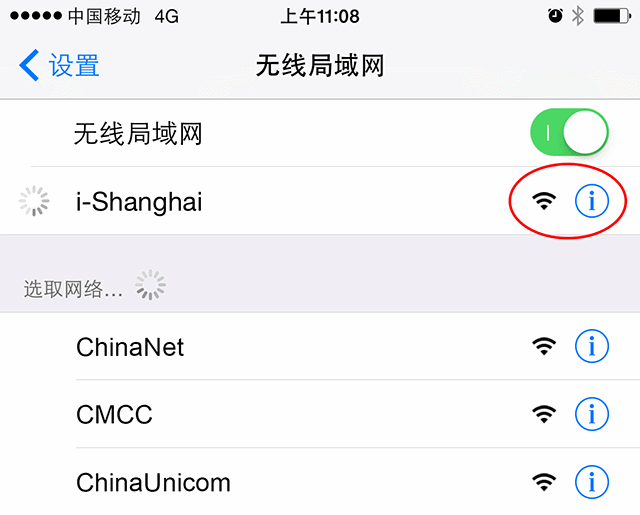 中国移动 4G 上午11:08
设置 无线局域网
无线局域网
i-Shanghai
选取网络...
ChinaNet
CMCC
ChinaUnicom